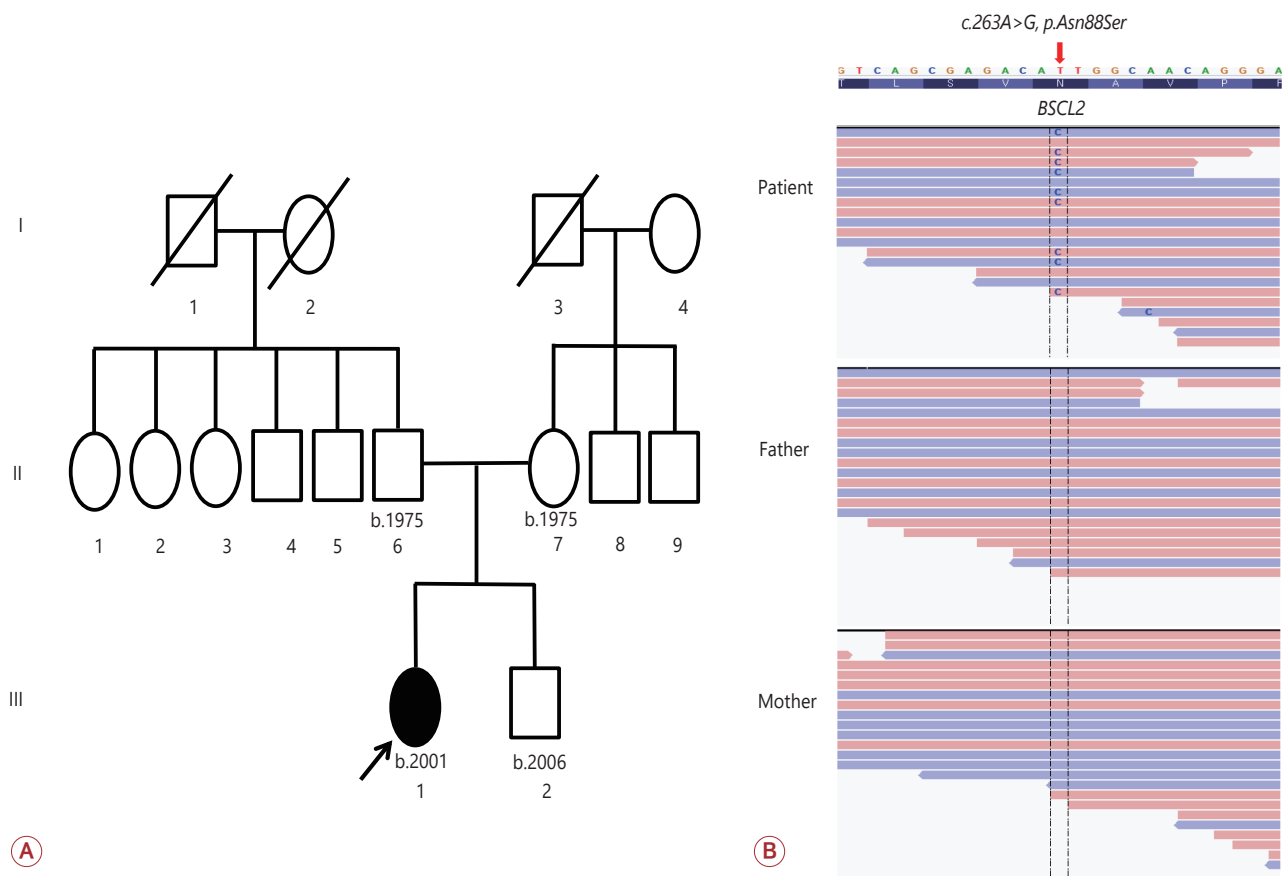 c.263A>G, p.Asn88Ser
G T C A G C G A G A C A T T G G C A A C A G G G A
T L S V N A V P
BSCL2
C
C
C
C
Patient
C
C
C
C
C
C
Father
Mother
I
1 2 3 4
II
b.1975 b.1975
1 2 3 4 5 6 7 8 9
III
b.2001 b.2006
1 2
A
B